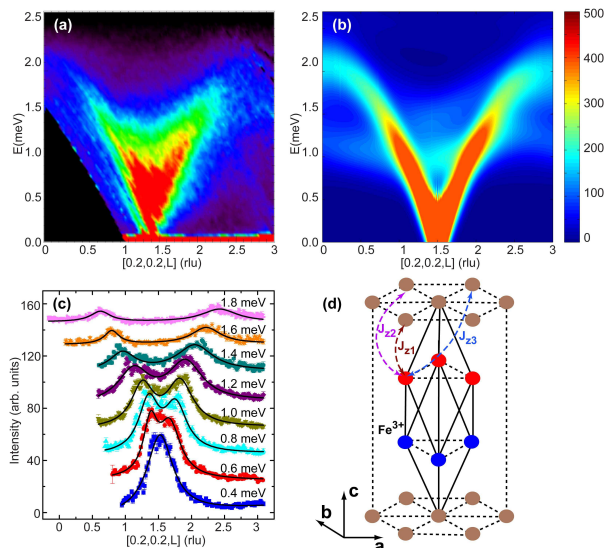 (a)
E(meV)
2.5
2.0
1.5
1.0
0.5
0.0
0 0.5 1 1.5 2 2.5 3
[0.2,0.2,L] (rlu)
(b)
E(meV)
2.5
2.0
1.5
1.0
0.5
0.0
0 0.5 1 1.5 2 2.5 3
[0.2,0.2,L] (rlu)
500
400
300
200
100
0
(c)
Intensity (arb. units)
160
120
80
40
0
1.8 meV
1.6 meV
1.4 meV
1.2 meV
1.0 meV
0.8 meV
0.6 meV
0.4 meV
0.0 0.5 1.0 1.5 2.0 2.5 3.0
[0.2,0.2,L] (rlu)
(d)
Jz2
Jz1
Jz3
Fe3+
c
b
a